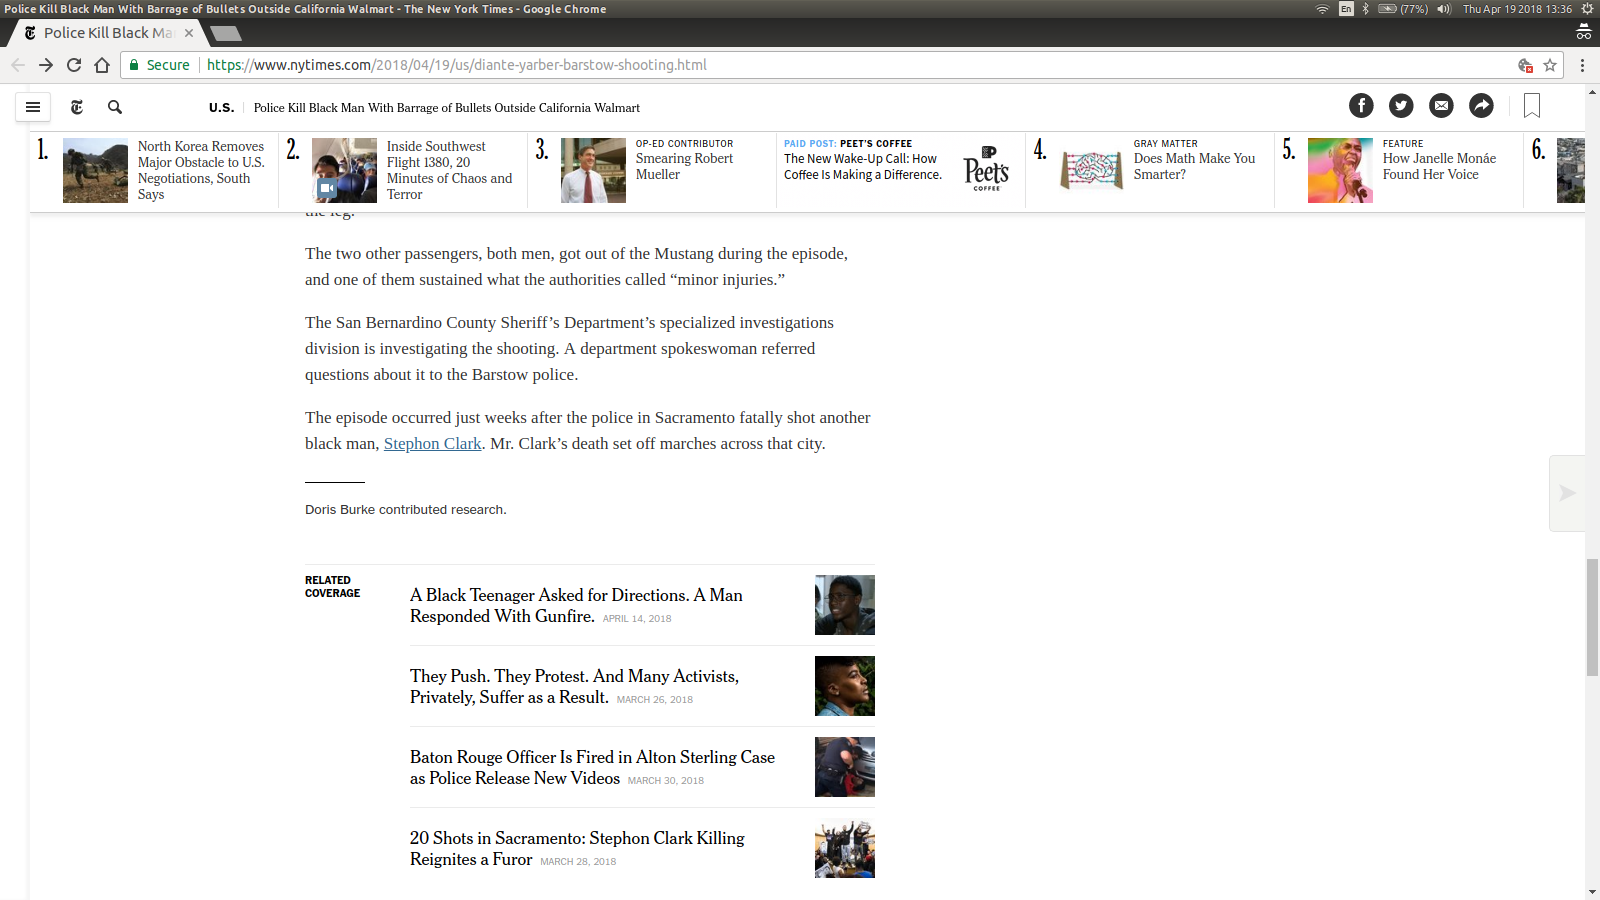 Police Kill Black Man With Barrage of Bullets Outside California Walmart - The New York Times - Google Chrome
En
(77%)
Thu Apr 19 2018 13:36
Police Kill Black Ma
Secure
https://www.nytimes.com/2018/04/19/us/diante-yarber-barstow-shooting.html
U.S.
Police Kill Black Man With Barrage of Bullets Outside California Walmart
1.
North Korea Removes
Major Obstacle to U.S.
Negotiations, South
Says
2.
Inside Southwest
Flight 1380, 20
Minutes of Chaos and
Terror
3.
OP-ED CONTRIBUTOR
Smearing Robert
Mueller
PAID POST: PEET'S COFFEE
The New Wake-Up Call: How
Coffee Is Making a Difference.
Peet's
COFFEE
4.
GRAY MATTER
Does Math Make You
Smarter?
5.
FEATURE
How Janelle Monáe
Found Her Voice
6.
the leg.
The two other passengers, both men, got out of the Mustang during the episode,
and one of them sustained what the authorities called “minor injuries.”
The San Bernardino County Sheriff’s Department’s specialized investigations
division is investigating the shooting. A department spokeswoman referred
questions about it to the Barstow police.
The episode occurred just weeks after the police in Sacramento fatally shot another
black man, Stephon Clark. Mr. Clark’s death set off marches across that city.
Doris Burke contributed research.
RELATED
COVERAGE
A Black Teenager Asked for Directions. A Man
Responded With Gunfire. APRIL 14, 2018
They Push. They Protest. And Many Activists,
Privately, Suffer as a Result. MARCH 26, 2018
Baton Rouge Officer Is Fired in Alton Sterling Case
as Police Release New Videos MARCH 30, 2018
20 Shots in Sacramento: Stephon Clark Killing
Reignites a Furor MARCH 28, 2018